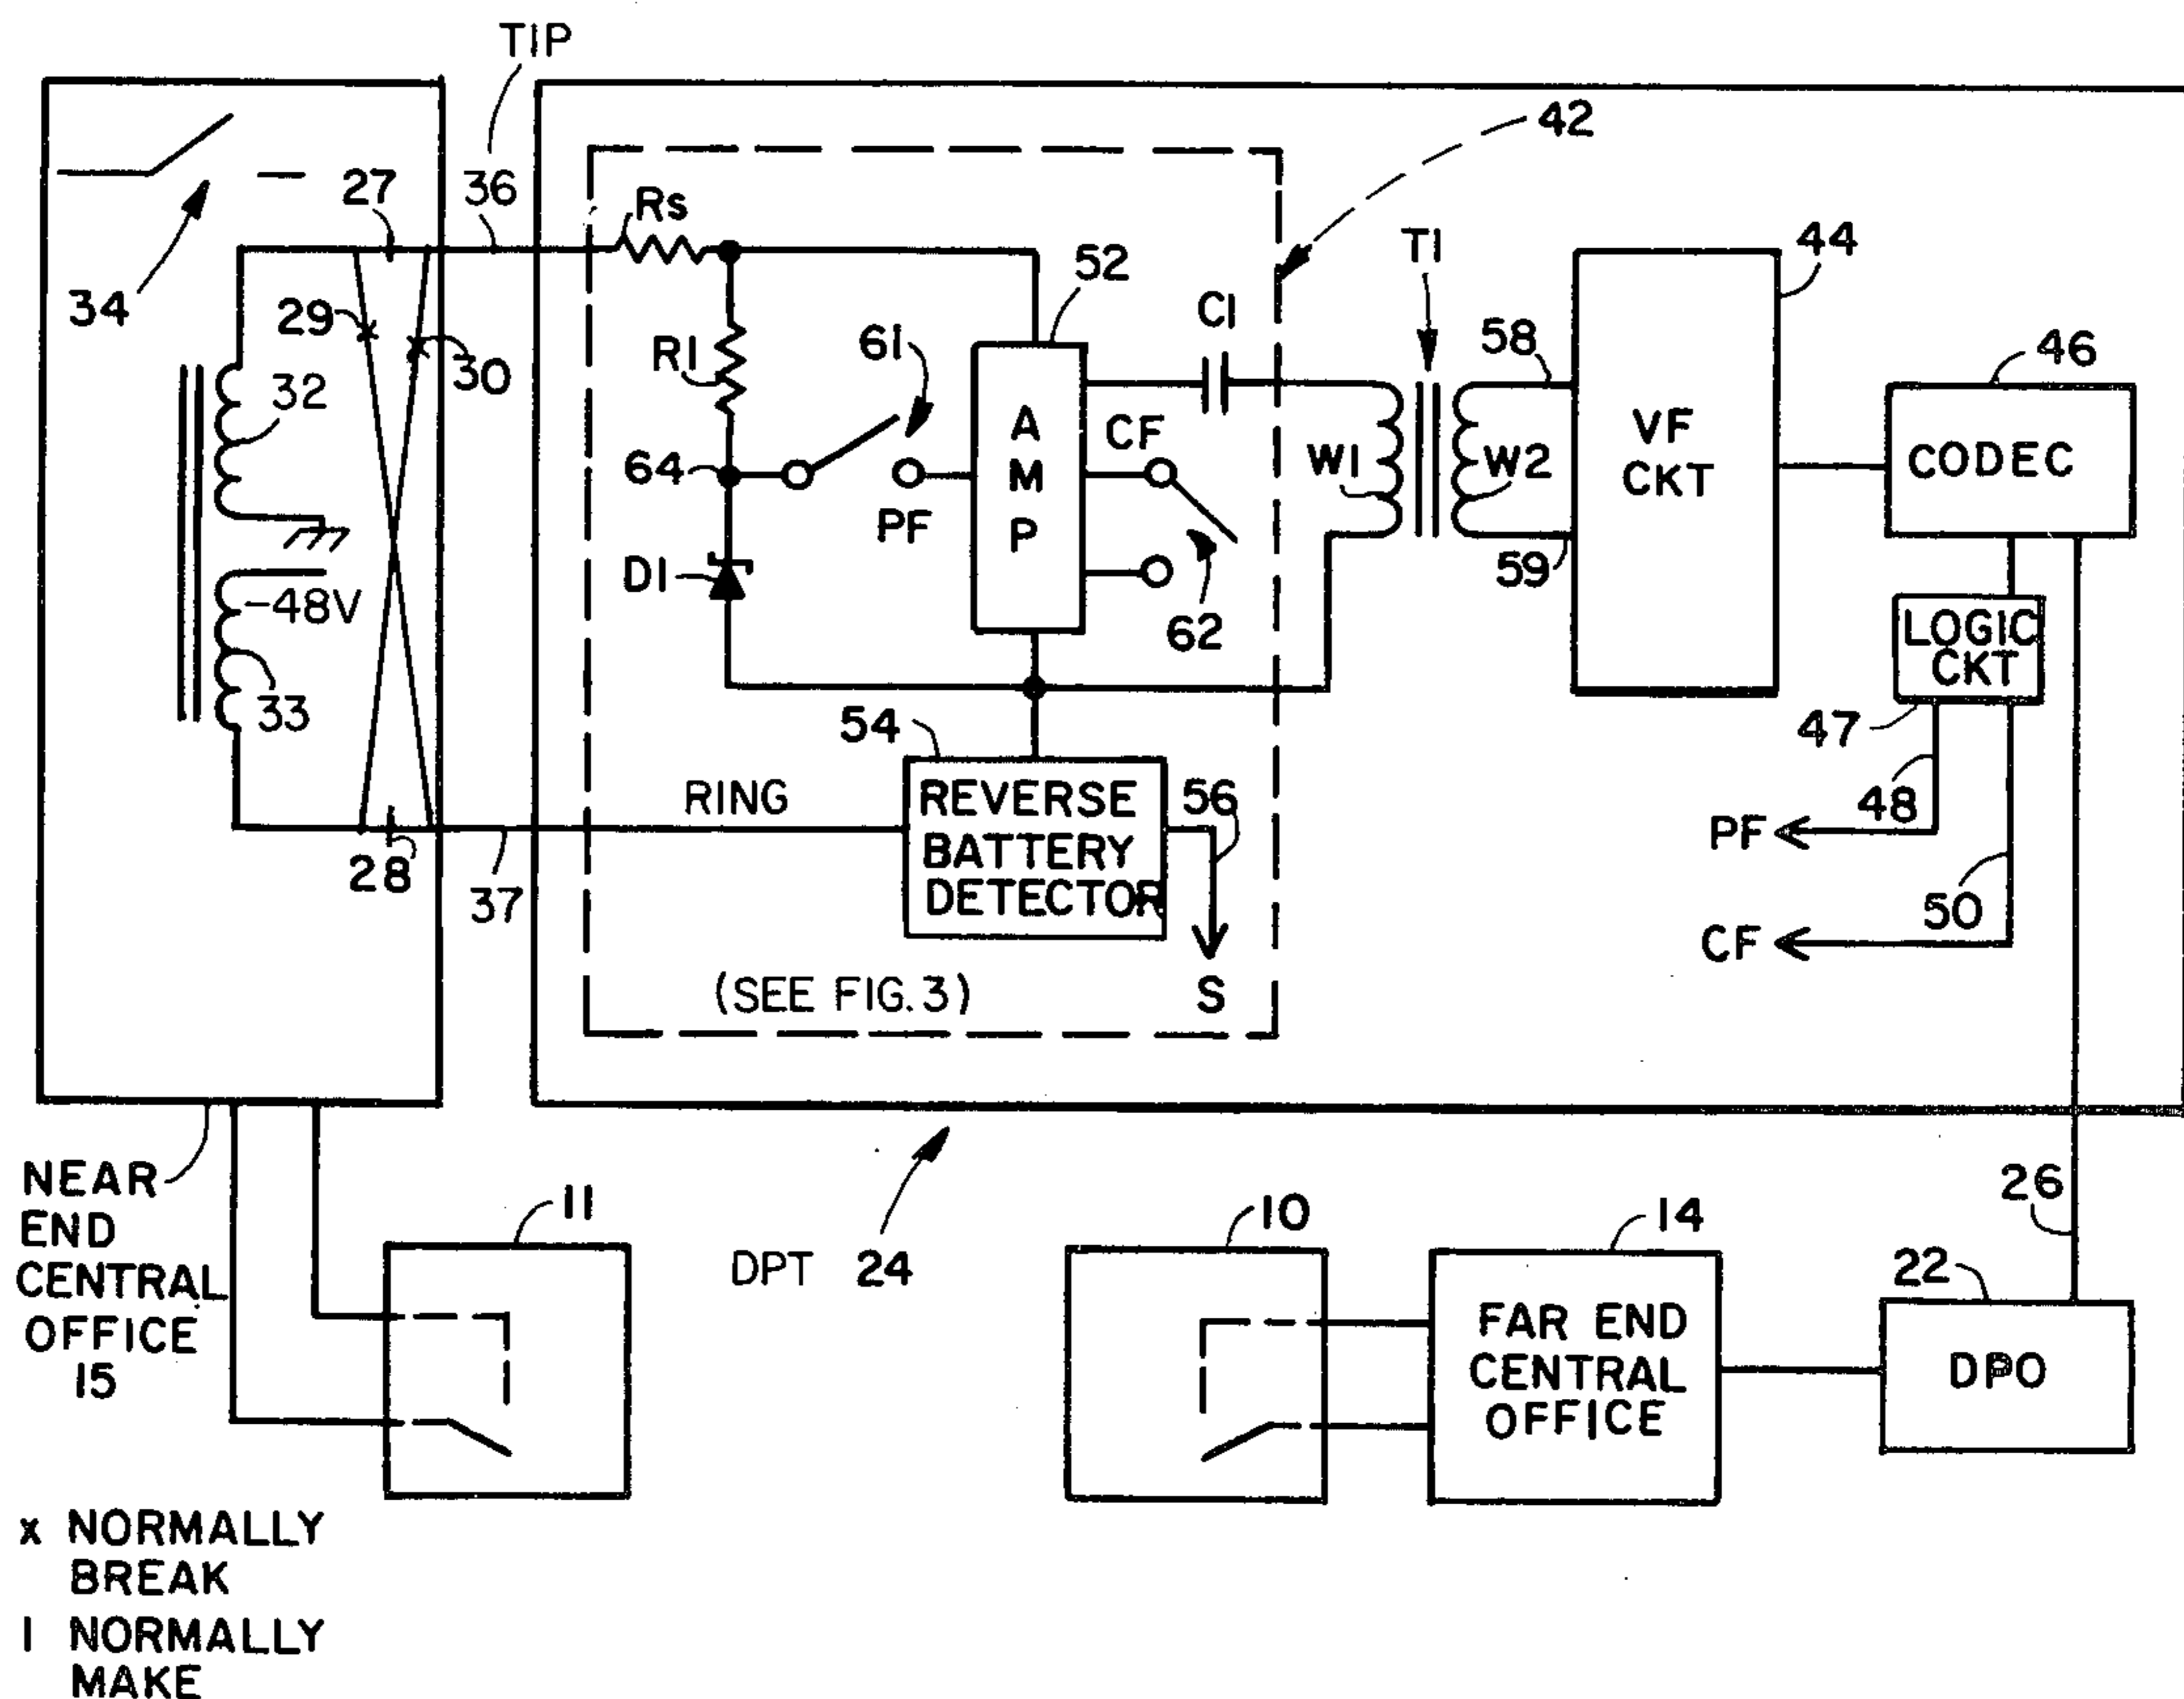 TIP
42
27
36
Rs
52
T1
44
34
29
30
R1
61
C1
58
46
32
64
A
M
P
CF
PF
W1
W2
VF
CKT
CODEC
D1
62
59
-48V
33
LOGIC
CKT
47
54
RING
REVERSE
BATTERY
DETECTOR
56
48
PF
28
37
50
CF
(SEE FIG. 3)
S
NEAR
END
CENTRAL
OFFICE
15
11
DPT 24
10
14
26
22
FAR END
CENTRAL
OFFICE
DPO
x NORMALLY
BREAK
| NORMALLY
MAKE